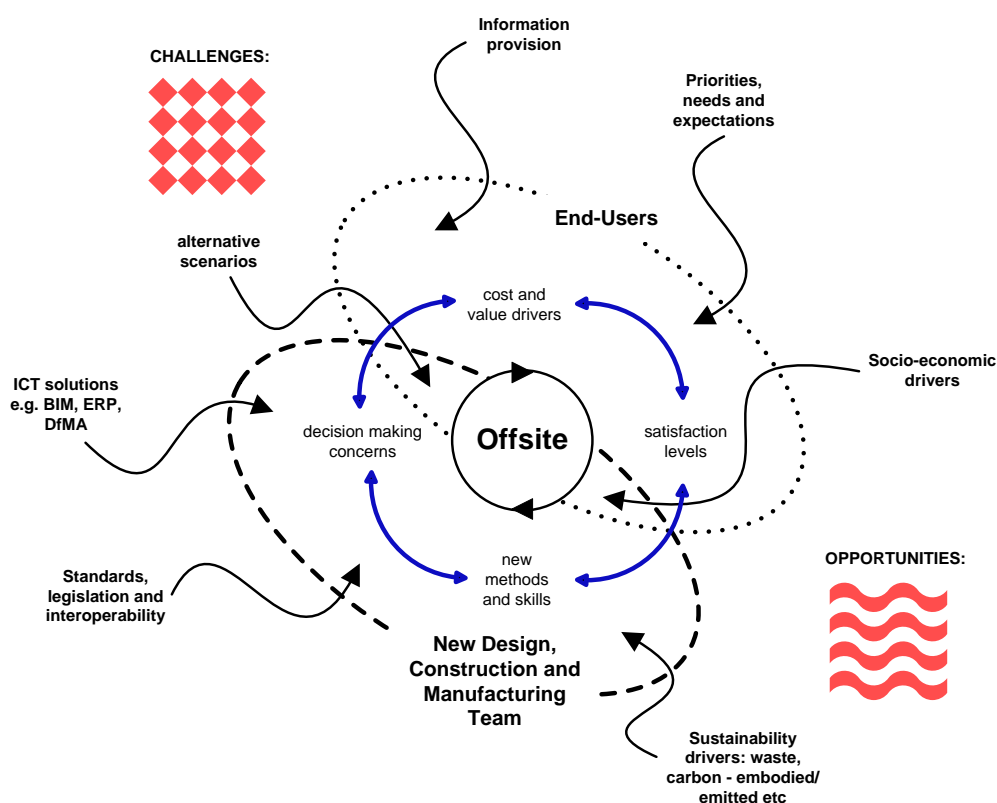 Information
provision
CHALLENGES:
Priorities,
needs and
expectations
End-Users
alternative
scenarios
cost and
value drivers
Socio-economic
drivers
ICT solutions
e.g. BIM, ERP,
DfMA
decision making
concerns
Offsite
satisfaction
levels
new
methods
and skills
OPPORTUNITIES:
Standards,
legislation and
interoperability
New Design,
Construction and
Manufacturing
Team
Sustainability
drivers: waste,
carbon - embodied/
emitted etc